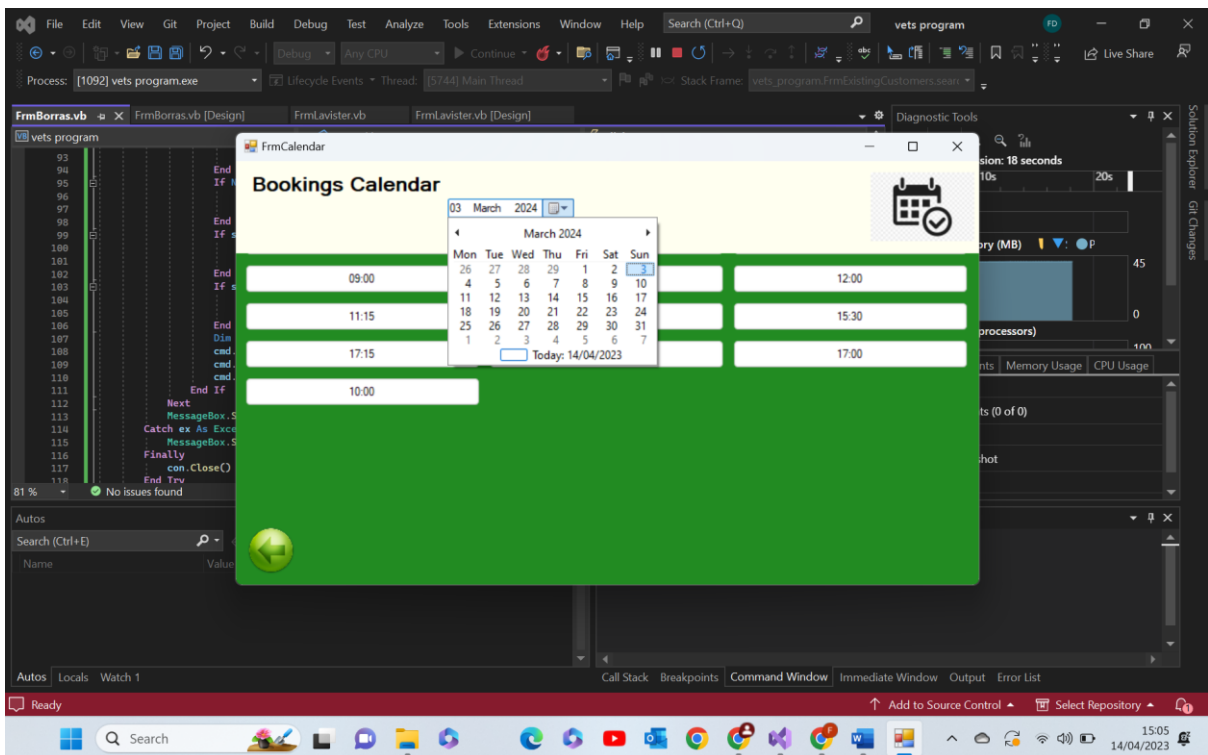 File Edit View Git Project Build Debug Test Analyze Tools Extensions Window Help Search (Ctrl+Q) vets program FD
Debug Any CPU Continue Live Share
Process: [1092] vets program.exe Lifecycle Events Thread: [5744] Main Thread Stack Frame: vets_program.FrmExistingCustomers.sear
FrmBorras.vb FrmBorras.vb [Design] FrmLavister.vb FrmLavister.vb [Design] Diagnostic Tools
VB vets program
Solution Explorer
Git Changes
FrmCalendar
Bookings Calendar
03 March 2024
March 2024
Mon Tue Wed Thu Fri Sat Sun
26 27 28 29 1 2 3
4 5 6 7 8 9 10
11 12 13 14 15 16 17
18 19 20 21 22 23 24
25 26 27 28 29 30 31
1 2 3 4 5 6 7
Today: 14/04/2023
09:00 12:00
11:15 15:30
17:15 17:00
10:00
93
94 End
95 If N
96
97
98 End
99 If s
100
101
102 End
103 If s
104
105
106 End
107 Dim
108 cmd.
109 cmd.
110 cmd.
111 End If
112 Next
113 MessageBox.S
114 Catch ex As Exce
115 MessageBox.S
116 Finally
117 con.Close()
118 End Try
sion: 18 seconds
10s 20s
ory (MB) P
45
0
processors)
100
nts Memory Usage CPU Usage
ts (0 of 0)
shot
81 % No issues found
Autos
Search (Ctrl+E)
Name Value
Autos Locals Watch 1
Call Stack Breakpoints Command Window Immediate Window Output Error List
Ready Add to Source Control Select Repository
Search
15:05
14/04/2023